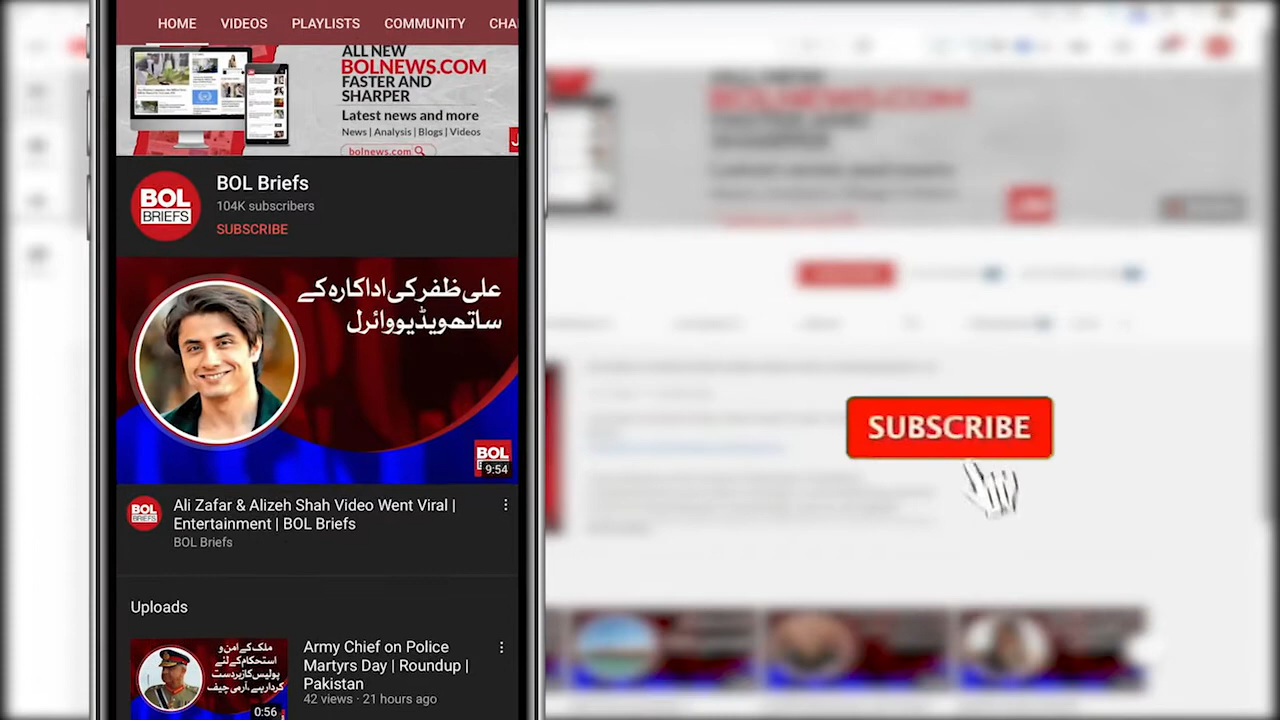 HOME VIDEOS PLAYLISTS COMMUNITY CHA
ALL NEW
BOLNEWS.COM
FASTER AND
SHARPER
Latest news and more
News | Analysis | Blogs | Videos
bolnews.com
BOL
BRIEFS
BOL Briefs
104K subscribers
SUBSCRIBE
علی ظفر کی اداکارہ کے
ساتھ ویڈیو وائرل
BOL
9:54
BOL
BRIEFS
Ali Zafar & Alizeh Shah Video Went Viral |
Entertainment | BOL Briefs
BOL Briefs
Uploads
ملک کے امن و
استحکام کے لئے
پولیس کا زبردست
کردار ہے، آرمی چیف
0:56
Army Chief on Police
Martyrs Day | Roundup |
Pakistan
42 views · 21 hours ago
SUBSCRIBE